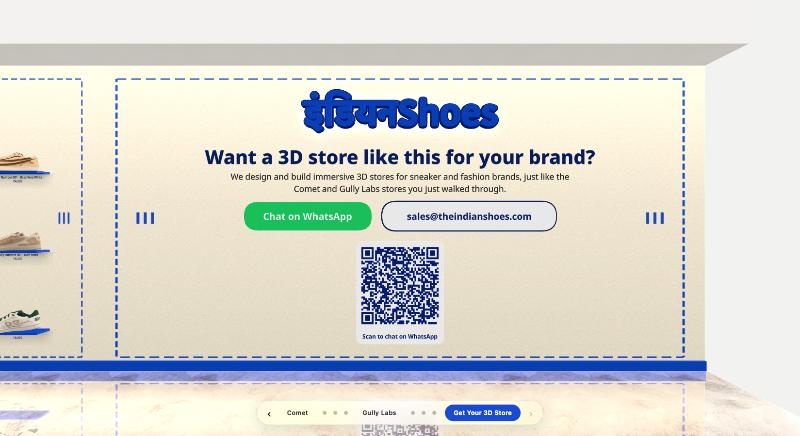 इंडियनShoes
Want a 3D store like this for your brand?
We design and build immersive 3D stores for sneaker and fashion brands, just like the
Comet and Gully Labs stores you just walked through.
Chat on WhatsApp
sales@theindianshoes.com
Scan to chat on WhatsApp
Comet
Gully Labs
Get Your 3D Store